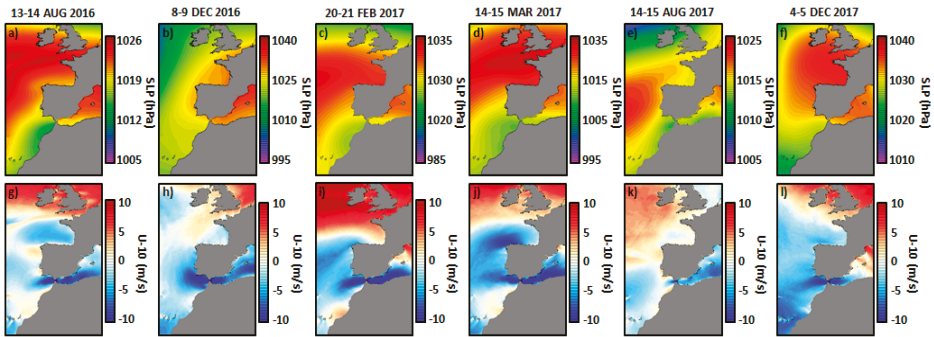 13-14 AUG 2016 8-9 DEC 2016 20-21 FEB 2017 14-15 MAR 2017 14-15 AUG 2017 4-5 DEC 2017
a) 1026 1019 1012 1005 SLP (hPa)
b) 1040 1025 1010 995 SLP (hPa)
c) 1035 1030 1020 985 SLP (hPa)
d) 1035 1015 1005 995 SLP (hPa)
e) 1025 1015 1010 1005 SLP (hPa)
f) 1040 1030 1020 1010 SLP (hPa)
g) 10 5 0 -5 -10 U-10 (m/s)
h) 10 5 0 -5 -10 U-10 (m/s)
i) 10 5 0 -5 -10 U-10 (m/s)
j) 10 5 0 -5 -10 U-10 (m/s)
k) 10 5 0 -5 -10 U-10 (m/s)
l) 10 5 0 -5 -10 U-10 (m/s)